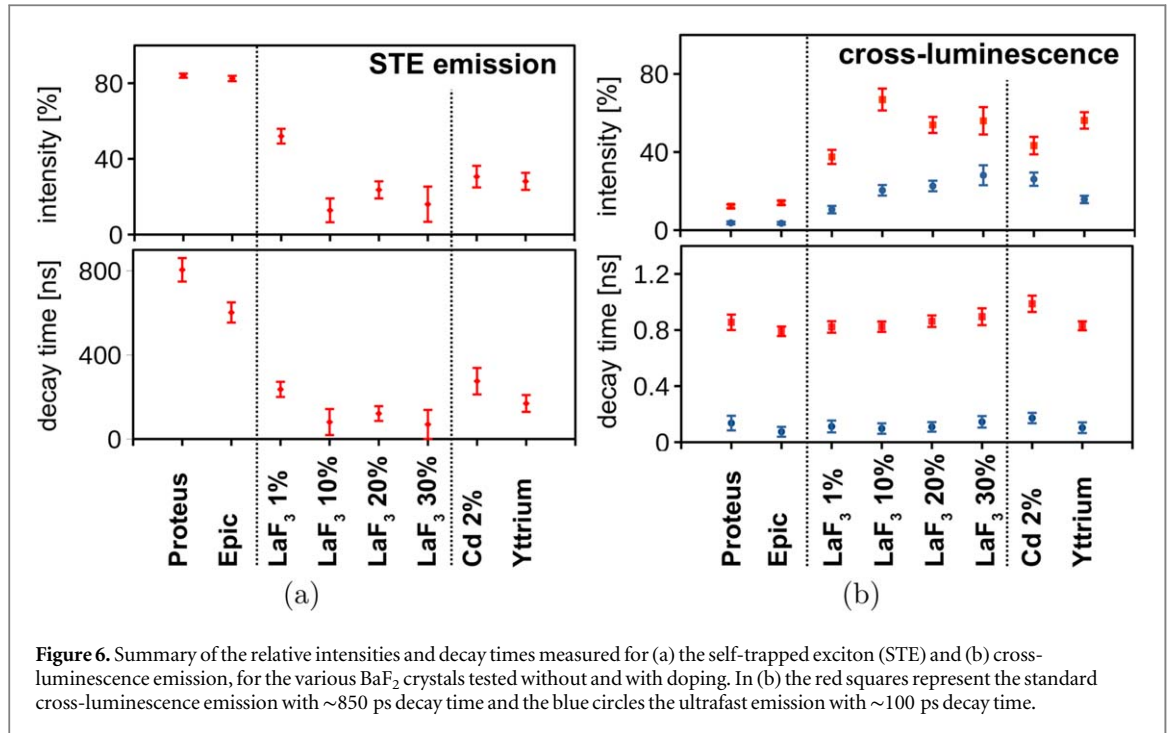 STE emission
intensity [%]
80
40
0
decay time [ns]
800
400
0
Proteus
Epic
LaF₃ 1%
LaF₃ 10%
LaF₃ 20%
LaF₃ 30%
Cd 2%
Yttrium
(a)
cross-luminescence
intensity [%]
80
40
0
decay time [ns]
1.2
0.8
0.4
0
Proteus
Epic
LaF₃ 1%
LaF₃ 10%
LaF₃ 20%
LaF₃ 30%
Cd 2%
Yttrium
(b)
Figure 6. Summary of the relative intensities and decay times measured for (a) the self-trapped exciton (STE) and (b) cross-
luminescence emission, for the various BaF₂ crystals tested without and with doping. In (b) the red squares represent the standard
cross-luminescence emission with ~850 ps decay time and the blue circles the ultrafast emission with ~100 ps decay time.